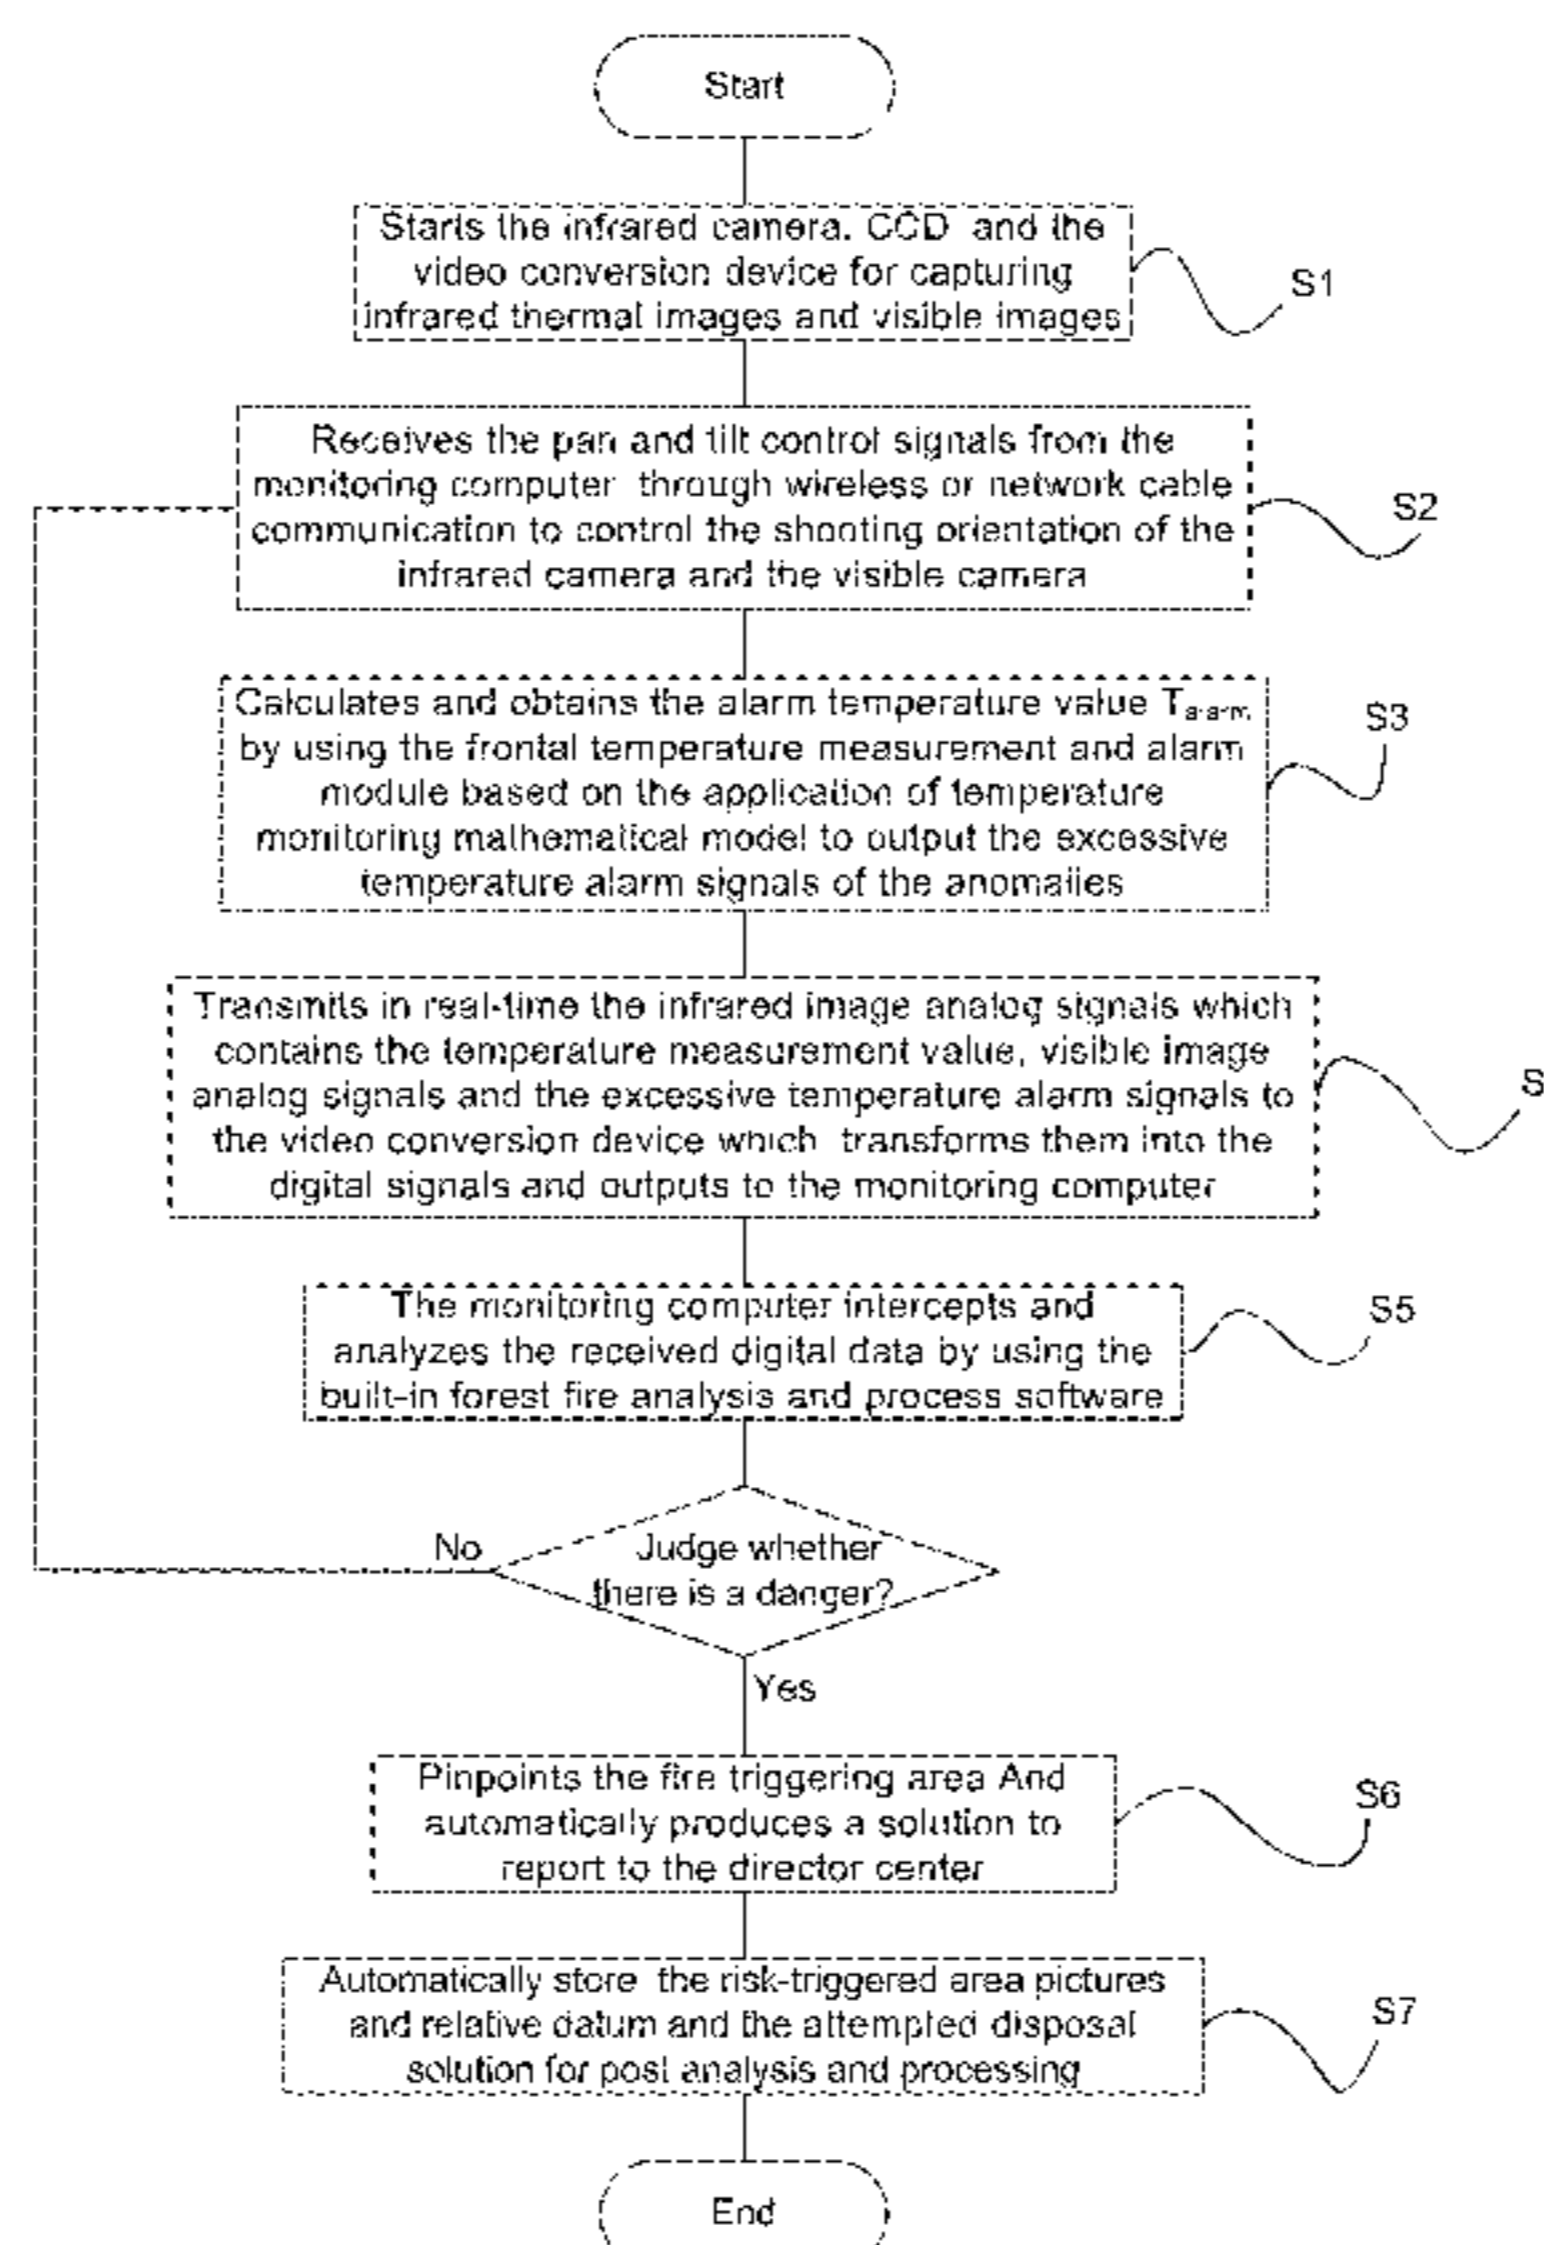 Start
Starts the infrared camera, CCD and the
video conversion device for capturing
infrared thermal images and visible images
S1
Receives the pan and tilt control signals from the
monitoring computer through wireless or network cable
communication to control the shooting orientation of the
infrared camera and the visible camera
S2
Calculates and obtains the alarm temperature value Talarm
by using the frontal temperature measurement and alarm
module based on the application of temperature
monitoring mathematical model to output the excessive
temperature alarm signals of the anomalies
S3
Transmits in real-time the infrared image analog signals which
contains the temperature measurement value, visible image
analog signals and the excessive temperature alarm signals to
the video conversion device which transforms them into the
digital signals and outputs to the monitoring computer
S
The monitoring computer intercepts and
analyzes the received digital data by using the
built-in forest fire analysis and process software
S5
No
Judge whether
there is a danger?
Yes
Pinpoints the fire triggering area And
automatically produces a solution to
report to the director center
S6
Automatically store the risk-triggered area pictures
and relative datum and the attempted disposal
solution for post analysis and processing
S7
End